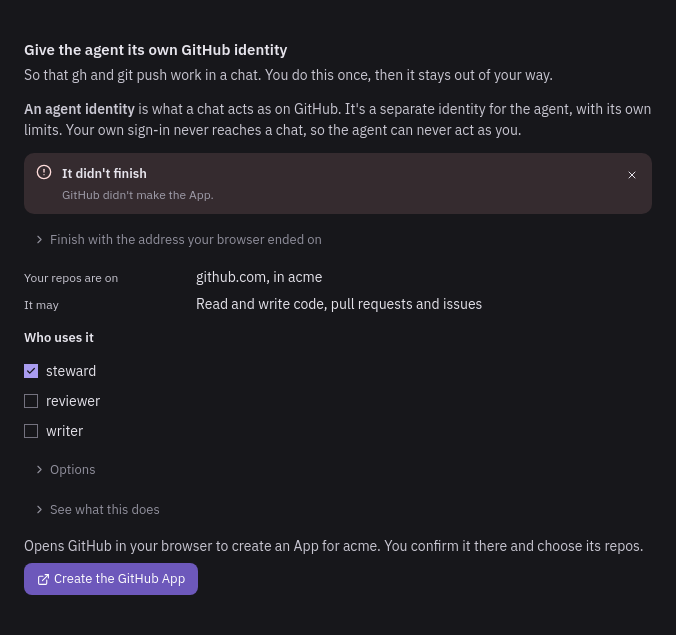 Give the agent its own GitHub identity
So that gh and git push work in a chat. You do this once, then it stays out of your way.
An agent identity is what a chat acts as on GitHub. It's a separate identity for the agent, with its own
limits. Your own sign-in never reaches a chat, so the agent can never act as you.
It didn't finish
GitHub didn't make the App.
Finish with the address your browser ended on
Your repos are on github.com, in acme
It may Read and write code, pull requests and issues
Who uses it
steward
reviewer
writer
Options
See what this does
Opens GitHub in your browser to create an App for acme. You confirm it there and choose its repos.
Create the GitHub App